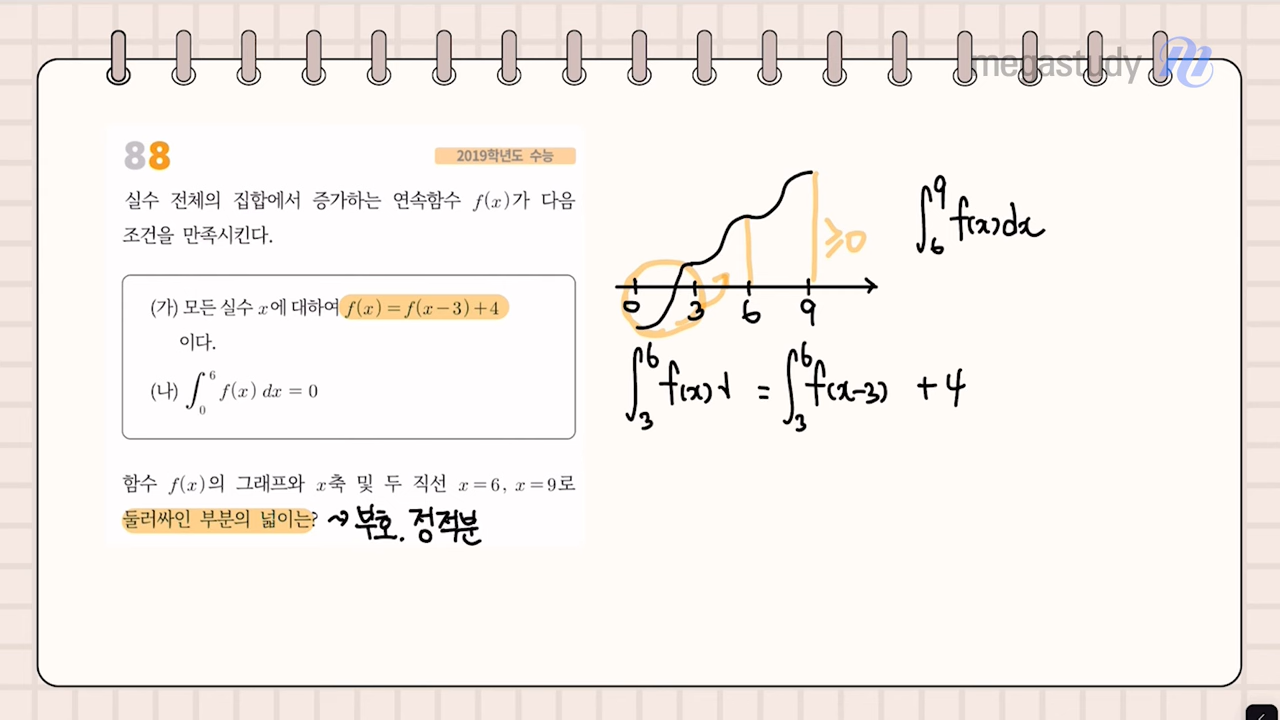 megastudy
88
2019학년도 수능
실수 전체의 집합에서 증가하는 연속함수 f(x)가 다음
조건을 만족시킨다.
(가) 모든 실수 x에 대하여 f(x)=f(x-3)+4
이다.
(나) ∫₀⁶ f(x) dx = 0
함수 f(x)의 그래프와 x축 및 두 직선 x=6, x=9로
둘러싸인 부분의 넓이는? → 부호. 정적분
≥0
∫₆⁹ f(x)dx
0 3 6 9
∫₃⁶ f(x)d = ∫₃⁶ f(x-3) +4